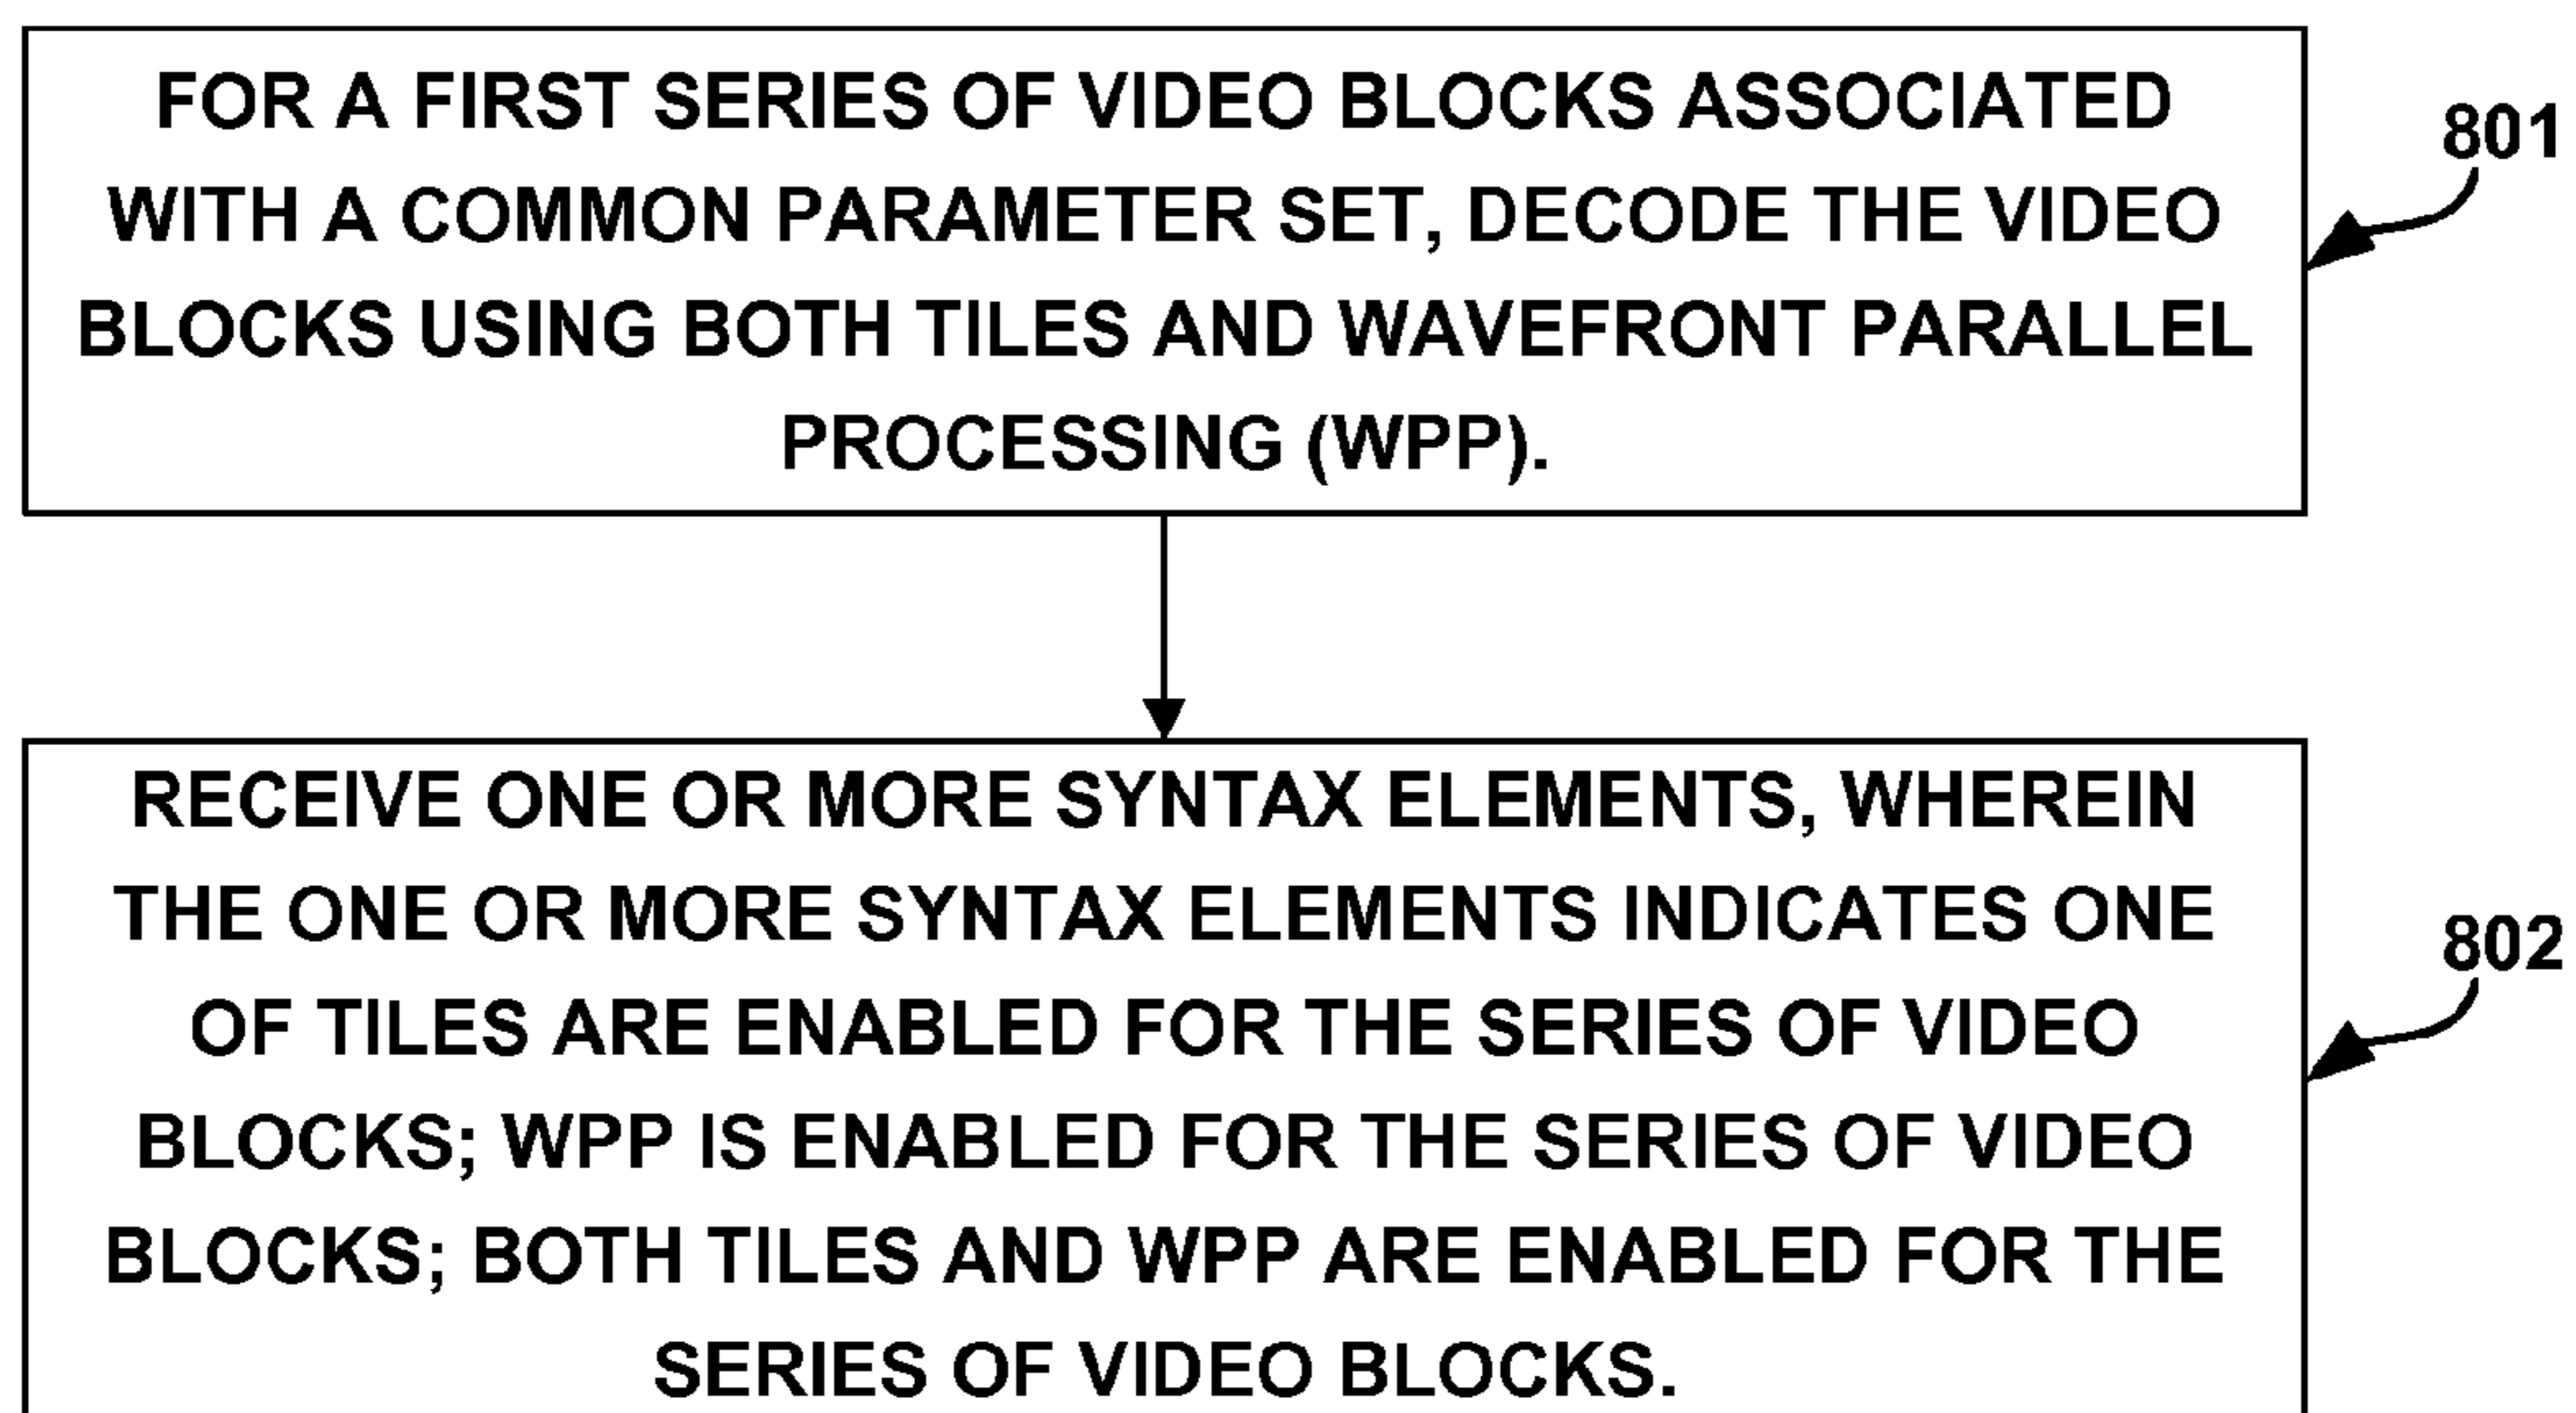 FOR A FIRST SERIES OF VIDEO BLOCKS ASSOCIATED
WITH A COMMON PARAMETER SET, DECODE THE VIDEO
BLOCKS USING BOTH TILES AND WAVEFRONT PARALLEL
PROCESSING (WPP).
801
RECEIVE ONE OR MORE SYNTAX ELEMENTS, WHEREIN
THE ONE OR MORE SYNTAX ELEMENTS INDICATES ONE
OF TILES ARE ENABLED FOR THE SERIES OF VIDEO
BLOCKS; WPP IS ENABLED FOR THE SERIES OF VIDEO
BLOCKS; BOTH TILES AND WPP ARE ENABLED FOR THE
SERIES OF VIDEO BLOCKS.
802